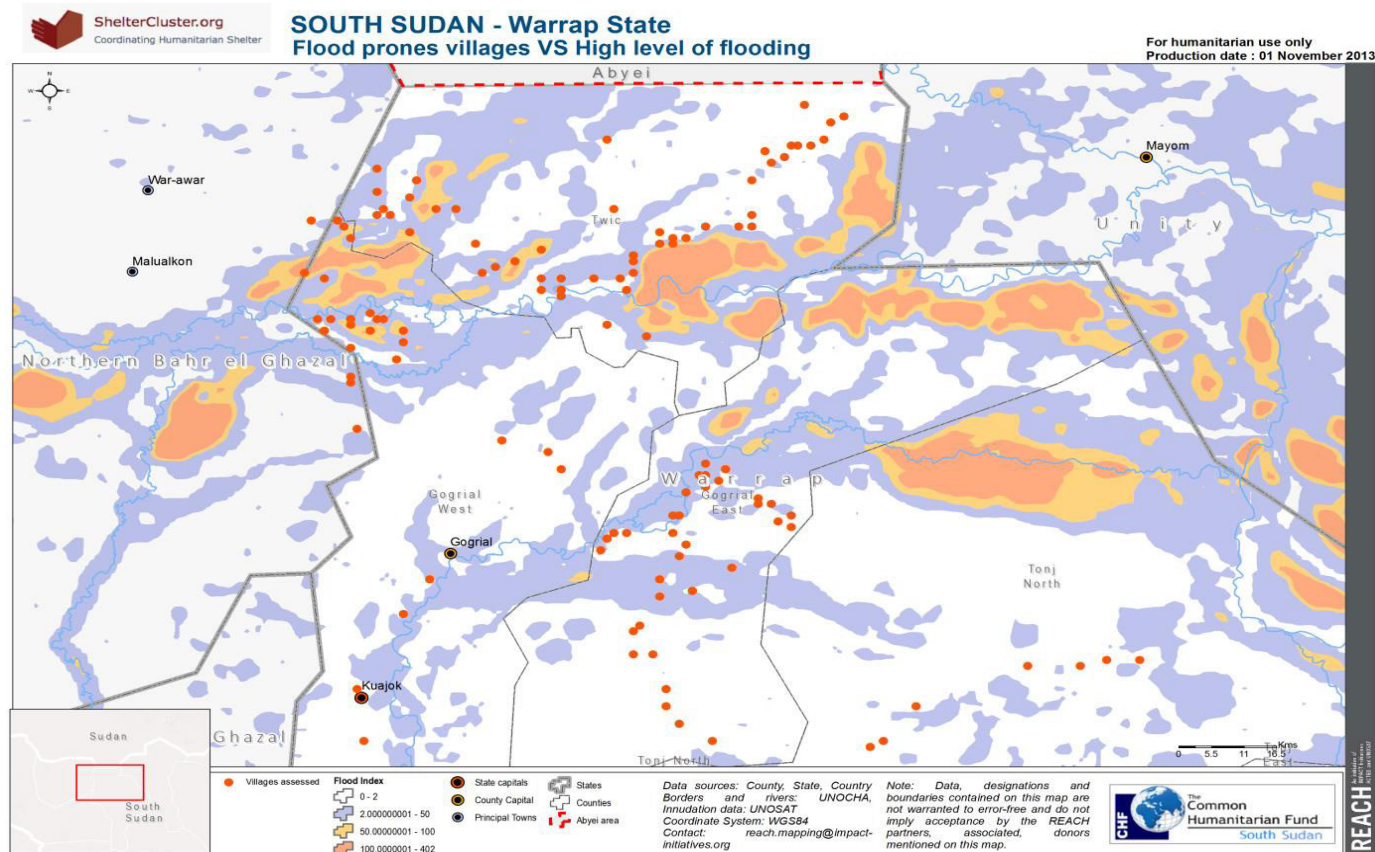 ShelterCluster.org
Coordinating Humanitarian Shelter
SOUTH SUDAN - Warrap State
Flood prones villages VS High level of flooding
For humanitarian use only
Production date : 01 November 2013
Abyei
N
W E
S
Mayom
War-awar
Twic
Unity
Malualkon
Northern Bahr el Ghazal
Warrap
Gogrial
West
Gogrial
East
Gogrial
Tonj
North
Kuajok
Ghazal
Tonj North
Tonj
East
Kms
0 5.5 11 16.5
Sudan
South
Sudan
Villages assessed
Flood Index
0 - 2
2.000000001 - 50
50.00000001 - 100
100.0000001 - 402
State capitals
County Capital
Principal Towns
States
Counties
Abyei area
Data sources: County, State, Country
Borders and rivers: UNOCHA,
Innundation data: UNOSAT
Coordinate System: WGS84
Contact: reach.mapping@impact-
initiatives.org
Note: Data, designations and
boundaries contained on this map are
not warranted to error-free and do not
imply acceptance by the REACH
partners, associated, donors
mentioned on this map.
CHF
The
Common
Humanitarian Fund
South Sudan
REACH